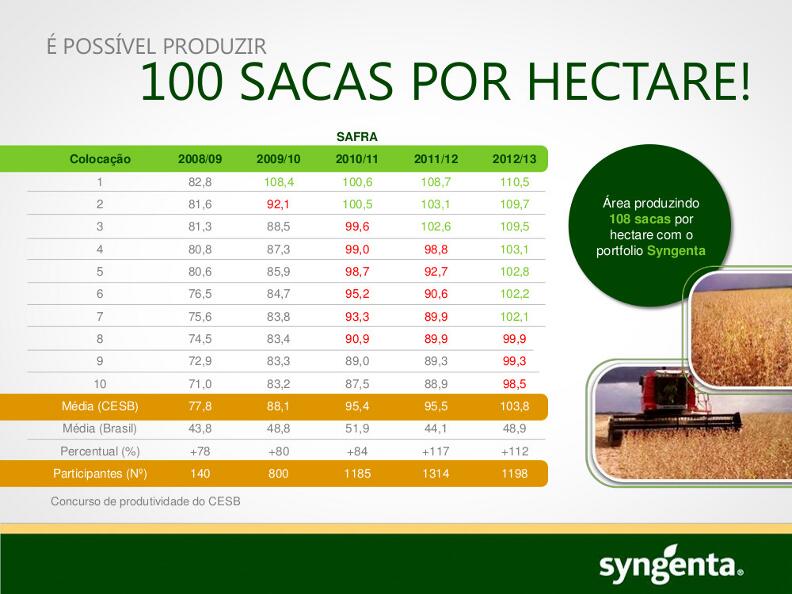 É POSSÍVEL PRODUZIR
100 SACAS POR HECTARE!
SAFRA
Colocação 2008/09 2009/10 2010/11 2011/12 2012/13
1 82,8 108,4 100,6 108,7 110,5
2 81,6 92,1 100,5 103,1 109,7
3 81,3 88,5 99,6 102,6 109,5
4 80,8 87,3 99,0 98,8 103,1
5 80,6 85,9 98,7 92,7 102,8
6 76,5 84,7 95,2 90,6 102,2
7 75,6 83,8 93,3 89,9 102,1
8 74,5 83,4 90,9 89,9 99,9
9 72,9 83,3 89,0 89,3 99,3
10 71,0 83,2 87,5 88,9 98,5
Média (CESB) 77,8 88,1 95,4 95,5 103,8
Média (Brasil) 43,8 48,8 51,9 44,1 48,9
Percentual (%) +78 +80 +84 +117 +112
Participantes (Nº) 140 800 1185 1314 1198
Concurso de produtividade do CESB
Área produzindo
108 sacas por
hectare com o
portfolio Syngenta
syngenta®